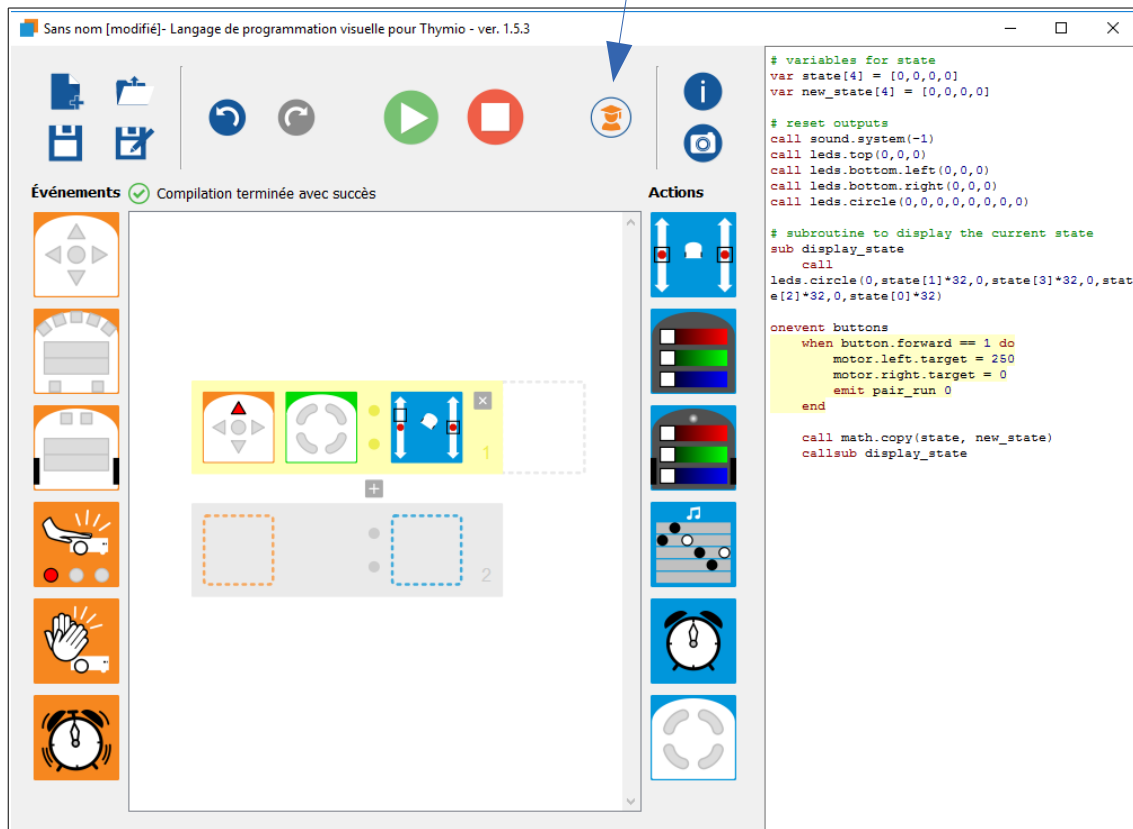 Sans nom [modifié]- Langage de programmation visuelle pour Thymio - ver. 1.5.3
i
Événements
Compilation terminée avec succès
Actions
1
2
# variables for state
var state[4] = [0,0,0,0]
var new_state[4] = [0,0,0,0]
# reset outputs
call sound.system(-1)
call leds.top(0,0,0)
call leds.bottom.left(0,0,0)
call leds.bottom.right(0,0,0)
call leds.circle(0,0,0,0,0,0,0,0)
# subroutine to display the current state
sub display_state
call
leds.circle(0,state[1]*32,0,state[3]*32,0,stat
e[2]*32,0,state[0]*32)
onevent buttons
when button.forward == 1 do
motor.left.target = 250
motor.right.target = 0
emit pair_run 0
end
call math.copy(state, new_state)
callsub display_state